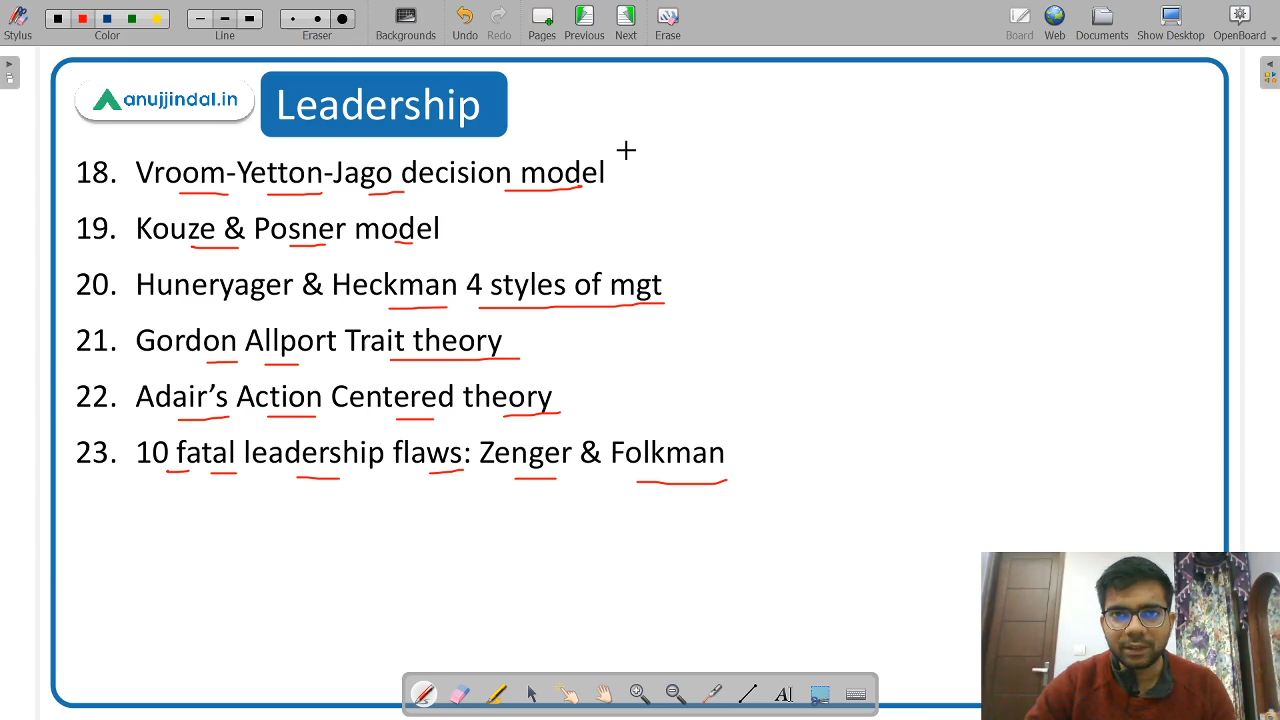 Stylus
Color
Line
Eraser
Backgrounds
Undo
Redo
Pages
Previous
Next
Erase
Board
Web
Documents
Show Desktop
OpenBoard
anujjindal.in
Leadership
18. Vroom-Yetton-Jago decision model
19. Kouze & Posner model
20. Huneryager & Heckman 4 styles of mgt
21. Gordon Allport Trait theory
22. Adair’s Action Centered theory
23. 10 fatal leadership flaws: Zenger & Folkman
AI